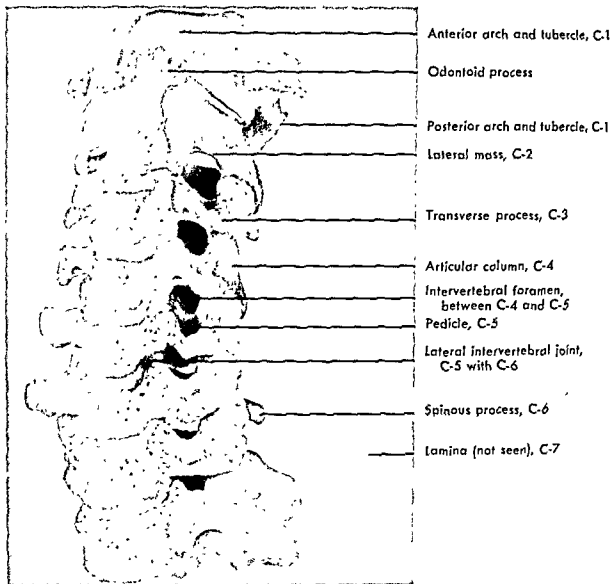 Anterior arch and tubercle, C-1
Odontoid process
Posterior arch and tubercle, C-1
Lateral mass, C-2
Transverse process, C-3
Articular column, C-4
Intervertebral foramen,
between C-4 and C-5
Pedicle, C-5
Lateral intervertebral joint,
C-5 with C-6
Spinous process, C-6
Lamina (not seen), C-7